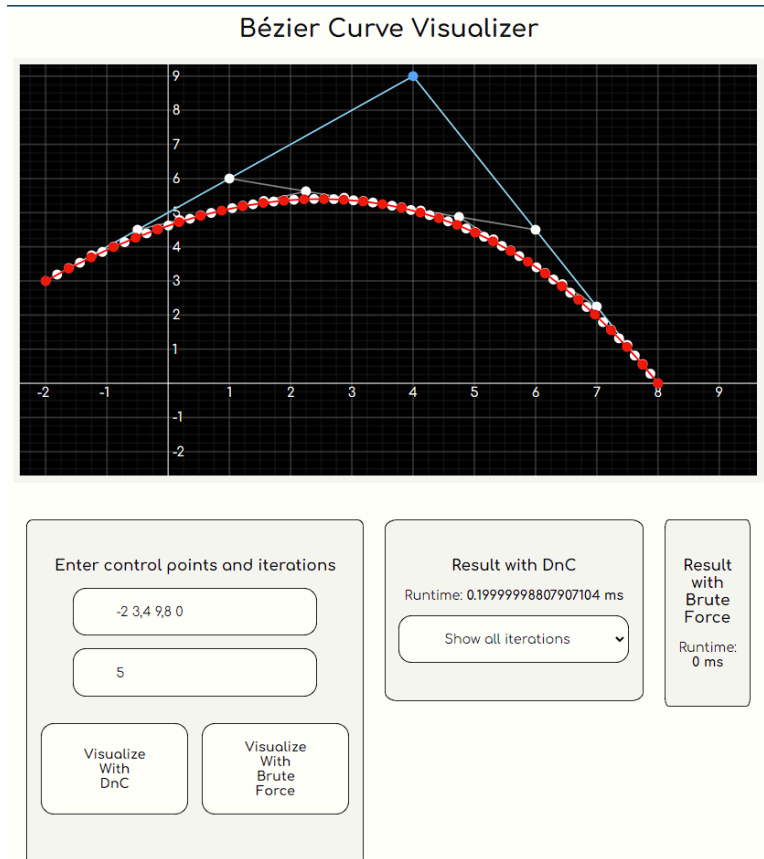 Bézier Curve Visualizer
9
8
7
6
5
4
3
2
1
-2 -1 1 2 3 4 5 6 7 8 9
-1
-2
Enter control points and iterations
-2 3,4 9,8 0
5
Visualize
With
DnC
Visualize
With
Brute
Force
Result with DnC
Runtime: 0.19999998807907104 ms
Show all iterations
Result
with
Brute
Force
Runtime:
0 ms